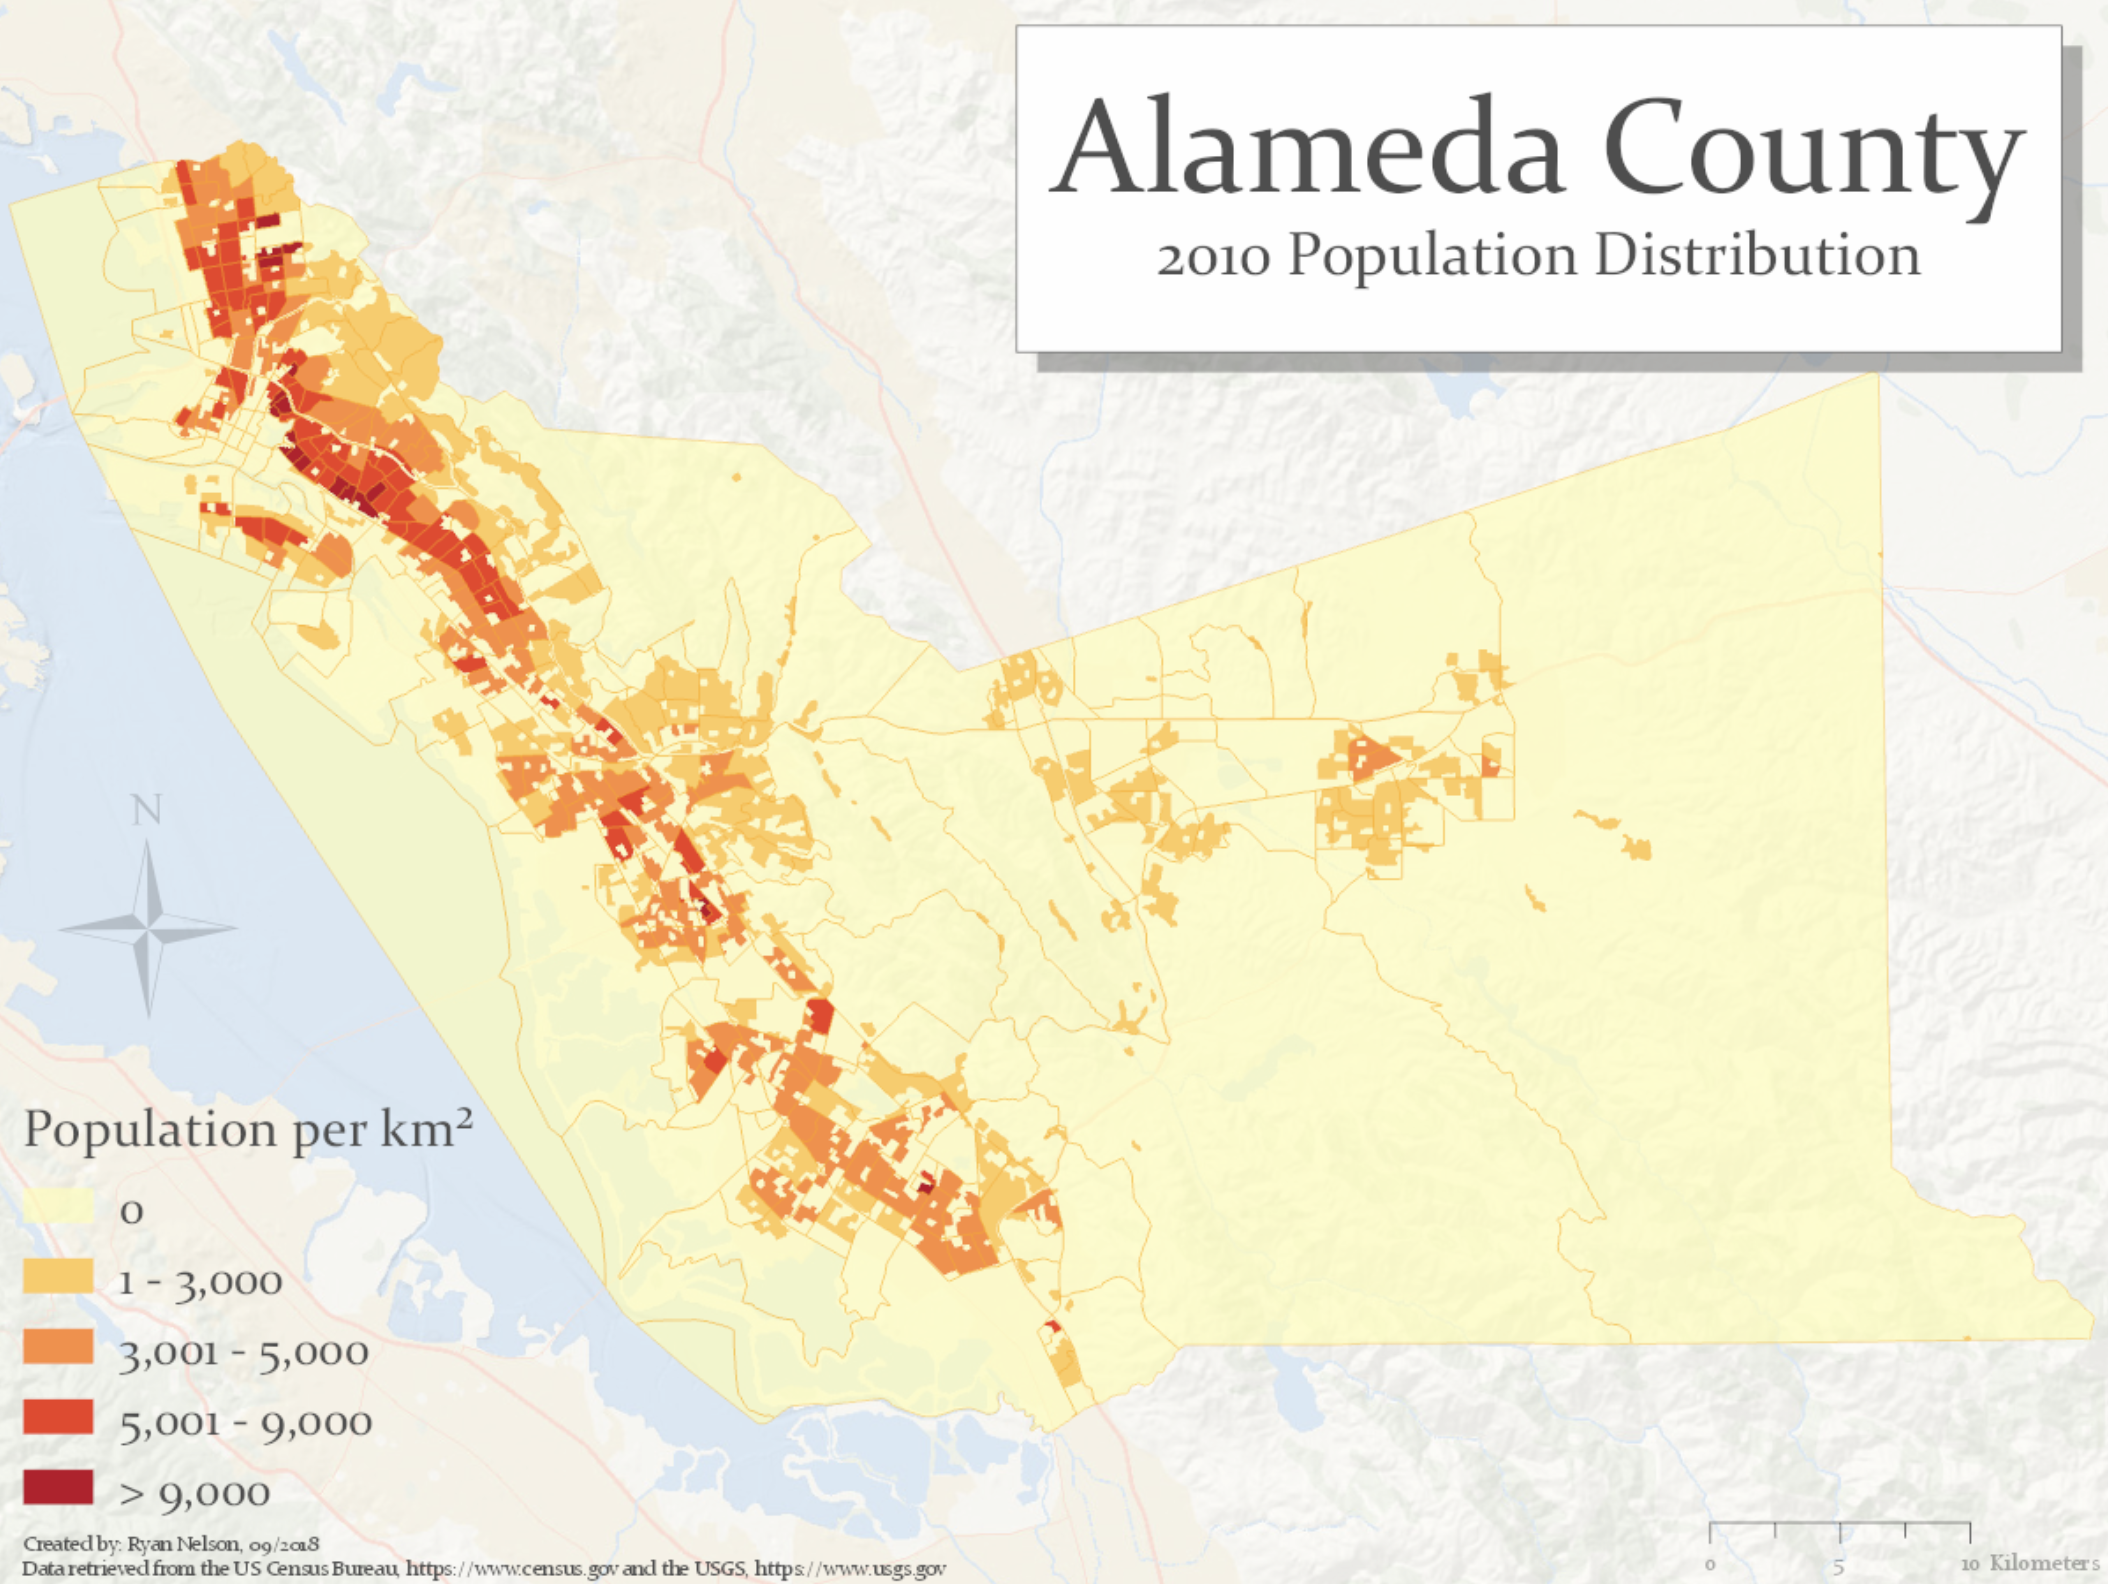 Alameda County
2010 Population Distribution
N
Population per km²
0
1 - 3,000
3,001 - 5,000
5,001 - 9,000
> 9,000
Created by: Ryan Nelson, 09/2018
Data retrieved from the US Census Bureau, https://www.census.gov and the USGS, https://www.usgs.gov
0 5 10 Kilometers